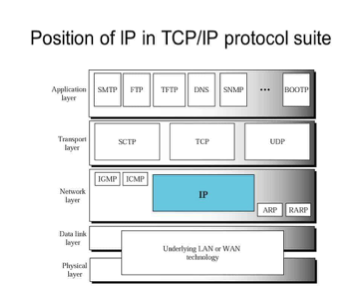 Position of IP in TCP/IP protocol suite
Application
layer
SMTP FTP TFTP DNS SNMP ••• BOOTP
Transport
layer
SCTP TCP UDP
IGMP ICMP
Network
layer
IP
ARP RARP
Data link
layer
Underlying LAN or WAN
technology
Physical
layer